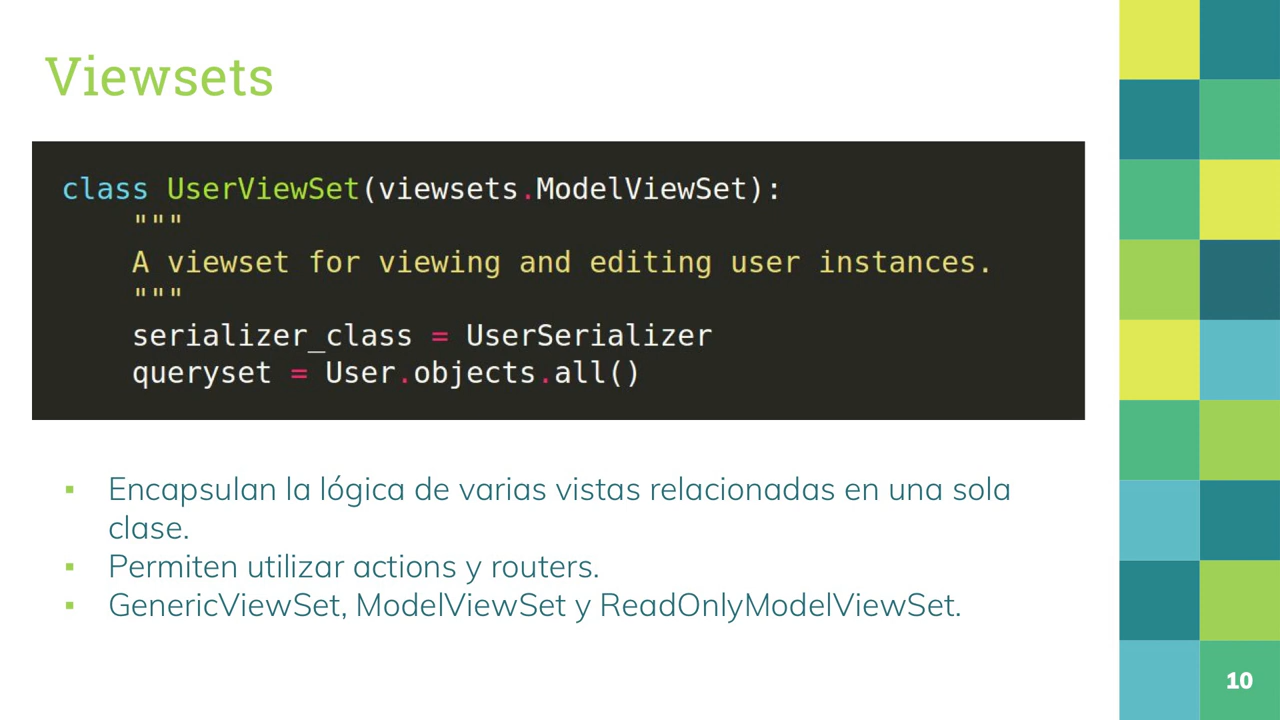 Viewsets
class UserViewSet(viewsets.ModelViewSet):
    """
    A viewset for viewing and editing user instances.
    """
    serializer_class = UserSerializer
    queryset = User.objects.all()
▪ Encapsulan la lógica de varias vistas relacionadas en una sola
clase.
▪ Permiten utilizar actions y routers.
▪ GenericViewSet, ModelViewSet y ReadOnlyModelViewSet.
10